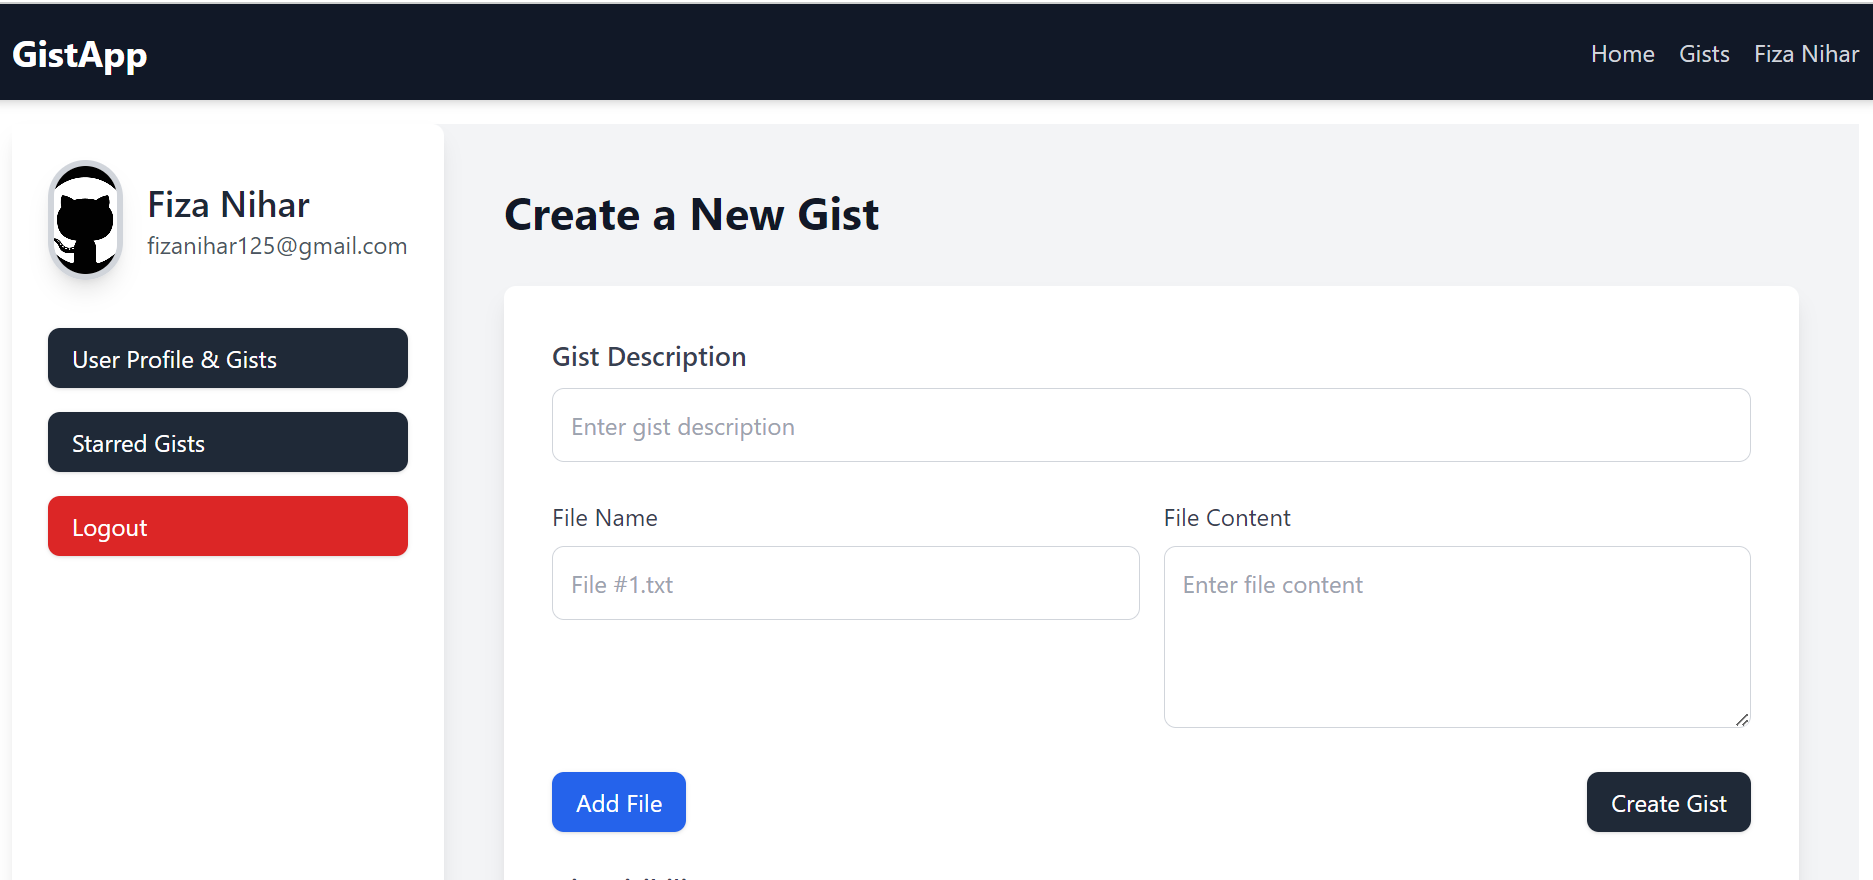 GistApp
Home Gists Fiza Nihar
Fiza Nihar
fizanihar125@gmail.com
User Profile & Gists
Starred Gists
Logout
Create a New Gist
Gist Description
Enter gist description
File Name
File #1.txt
File Content
Enter file content
Add File
Create Gist